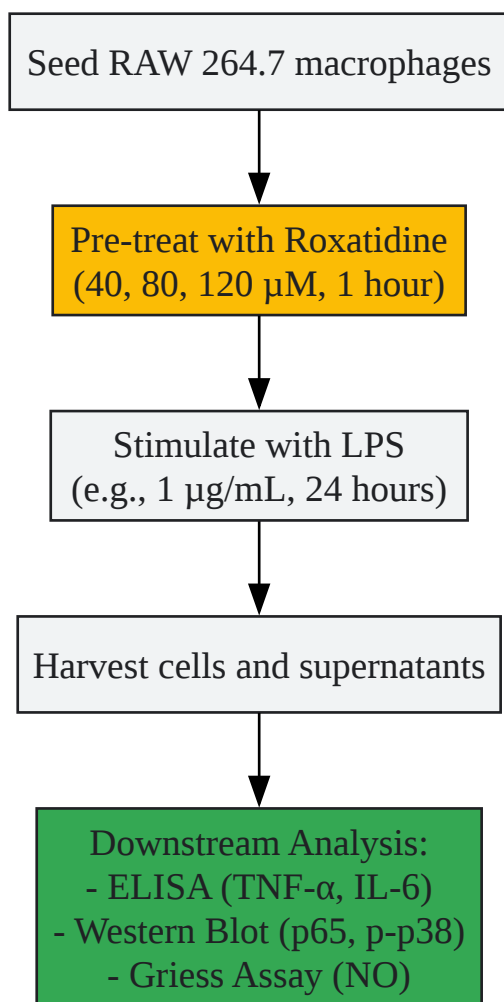 Seed RAW 264.7 macrophages
Pre-treat with Roxatidine
(40, 80, 120 µM, 1 hour)
Stimulate with LPS
(e.g., 1 µg/mL, 24 hours)
Harvest cells and supernatants
Downstream Analysis:
- ELISA (TNF-α, IL-6)
- Western Blot (p65, p-p38)
- Griess Assay (NO)